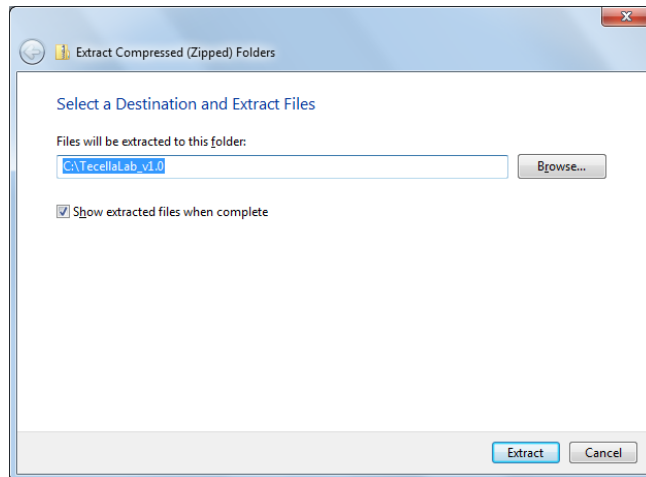 Extract Compressed (Zipped) Folders
Select a Destination and Extract Files
Files will be extracted to this folder:
C:\TecellaLab_v1.0
Browse...
Show extracted files when complete
Extract
Cancel